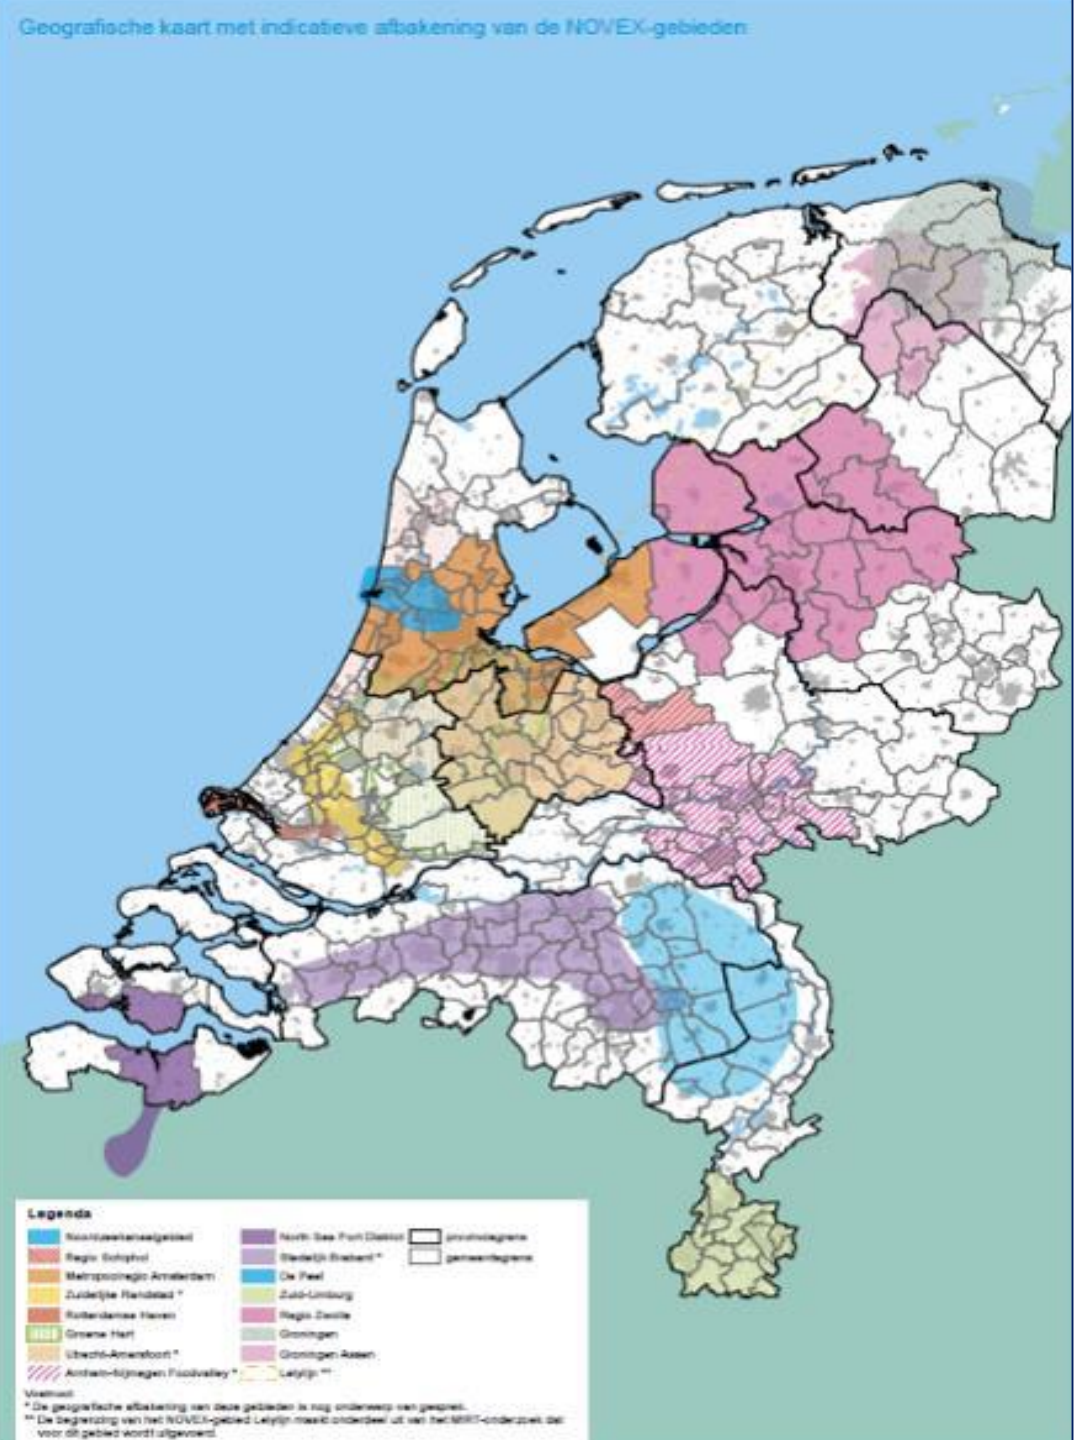 Geografische kaart met indicatieve afbakening van de NOVEX-gebieden
Legenda
Noordzeekanaalgebied
Regio Schiphol
Metropoolregio Amsterdam
Zuidelijke Randstad *
Rotterdamse Haven
Groene Hart
Utrecht-Amersfoort *
Arnhem-Nijmegen Foodvalley *
North Sea Port District
Stedelijk Brabant *
De Peel
Zuid-Limburg
Regio Zwolle
Groningen
Groningen Assen
Lelylijn **
provinciegrens
gemeentegrens
Voetnoot:
* De geografische afbakening van deze gebieden is nog onderwerp van gesprek.
** De begrenzing van het NOVEX-gebied Lelylijn maakt onderdeel uit van het MIRT-onderzoek dat
voor dit gebied wordt uitgevoerd.